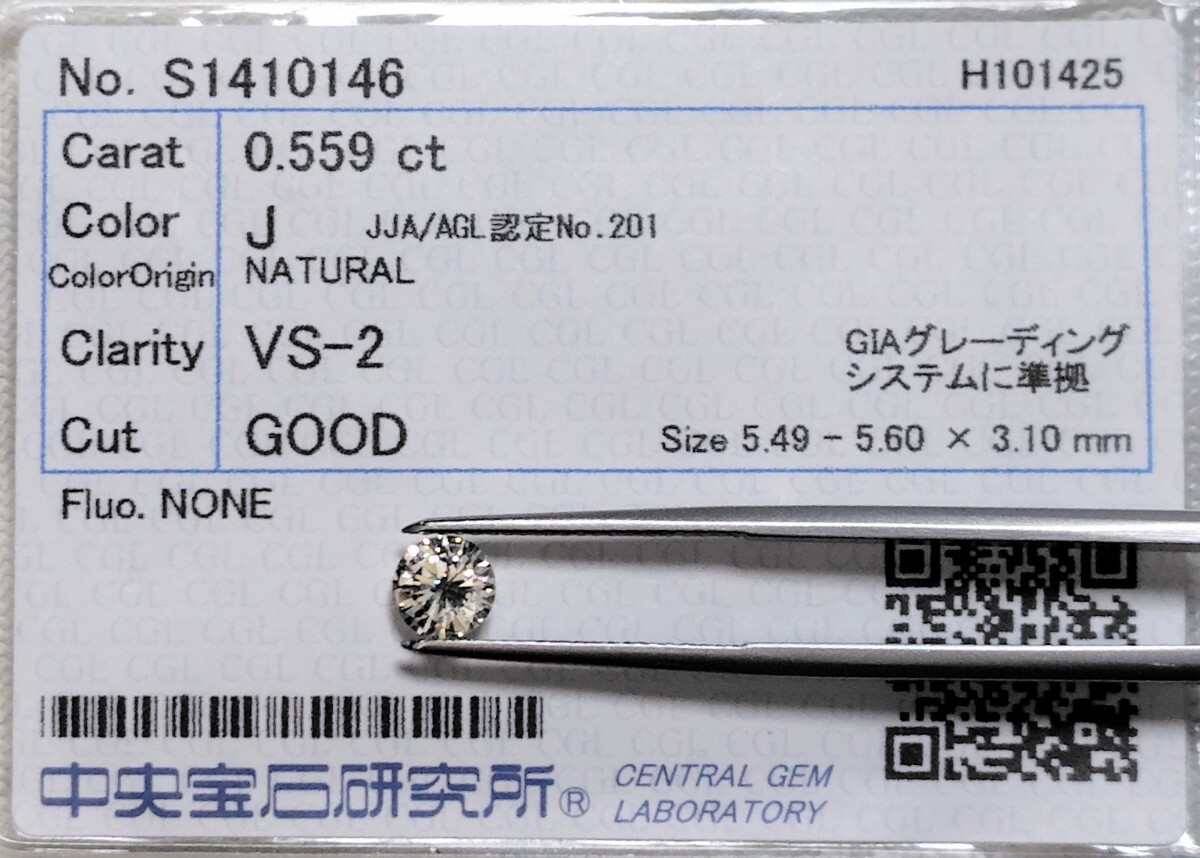 No. S1410146 H101425
Carat 0.559 ct
Color J JJA/AGL認定No.201
ColorOrigin NATURAL
Clarity VS-2 GIAグレーディング
システムに準拠
Cut GOOD Size 5.49 - 5.60 × 3.10 mm
Fluo. NONE
中央宝石研究所® CENTRAL GEM
LABORATORY